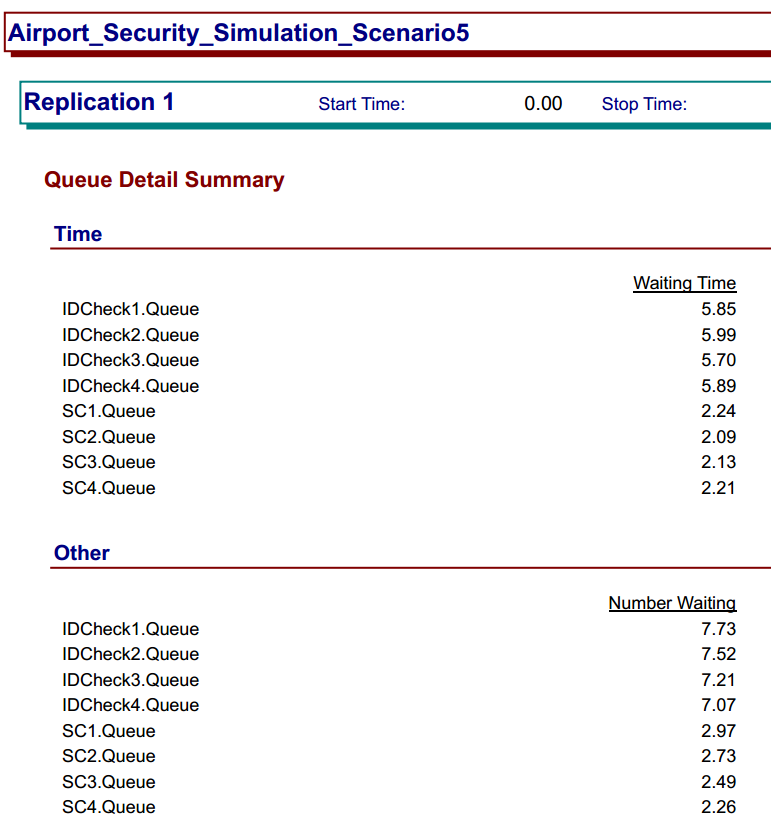 Airport_Security_Simulation_Scenario5
Replication 1 Start Time: 0.00 Stop Time:
Queue Detail Summary
Time
Waiting Time
IDCheck1.Queue 5.85
IDCheck2.Queue 5.99
IDCheck3.Queue 5.70
IDCheck4.Queue 5.89
SC1.Queue 2.24
SC2.Queue 2.09
SC3.Queue 2.13
SC4.Queue 2.21
Other
Number Waiting
IDCheck1.Queue 7.73
IDCheck2.Queue 7.52
IDCheck3.Queue 7.21
IDCheck4.Queue 7.07
SC1.Queue 2.97
SC2.Queue 2.73
SC3.Queue 2.49
SC4.Queue 2.26